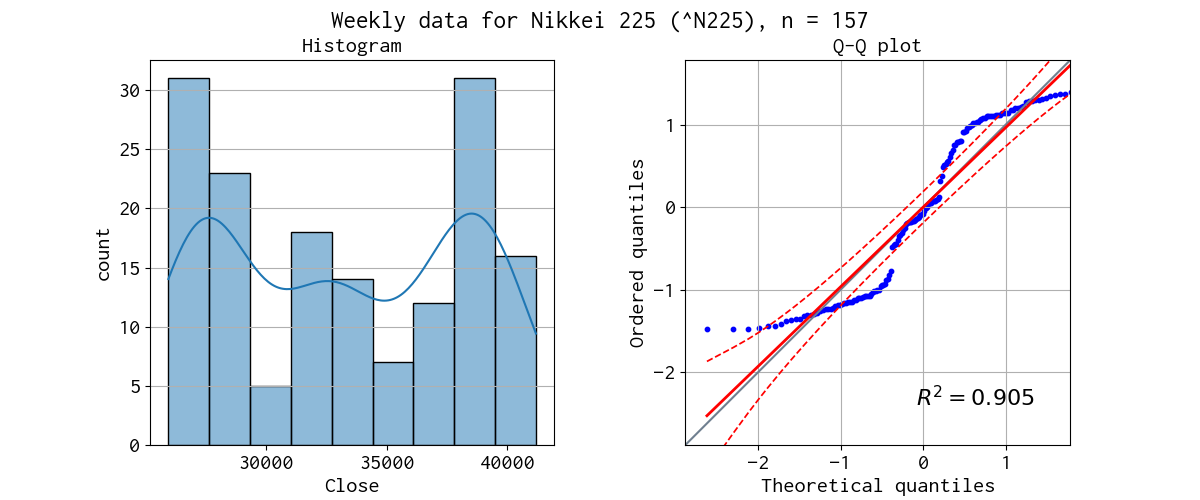 Weekly data for Nikkei 225 (^N225), n = 157
Histogram
count
30
25
20
15
10
5
0
30000 35000 40000
Close
Q-Q plot
Ordered quantiles
1
0
−1
−2
R² = 0.905
−2 −1 0 1
Theoretical quantiles